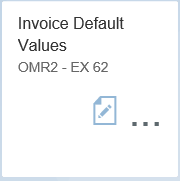 Invoice Default
Values
OMR2 - EX 62
...